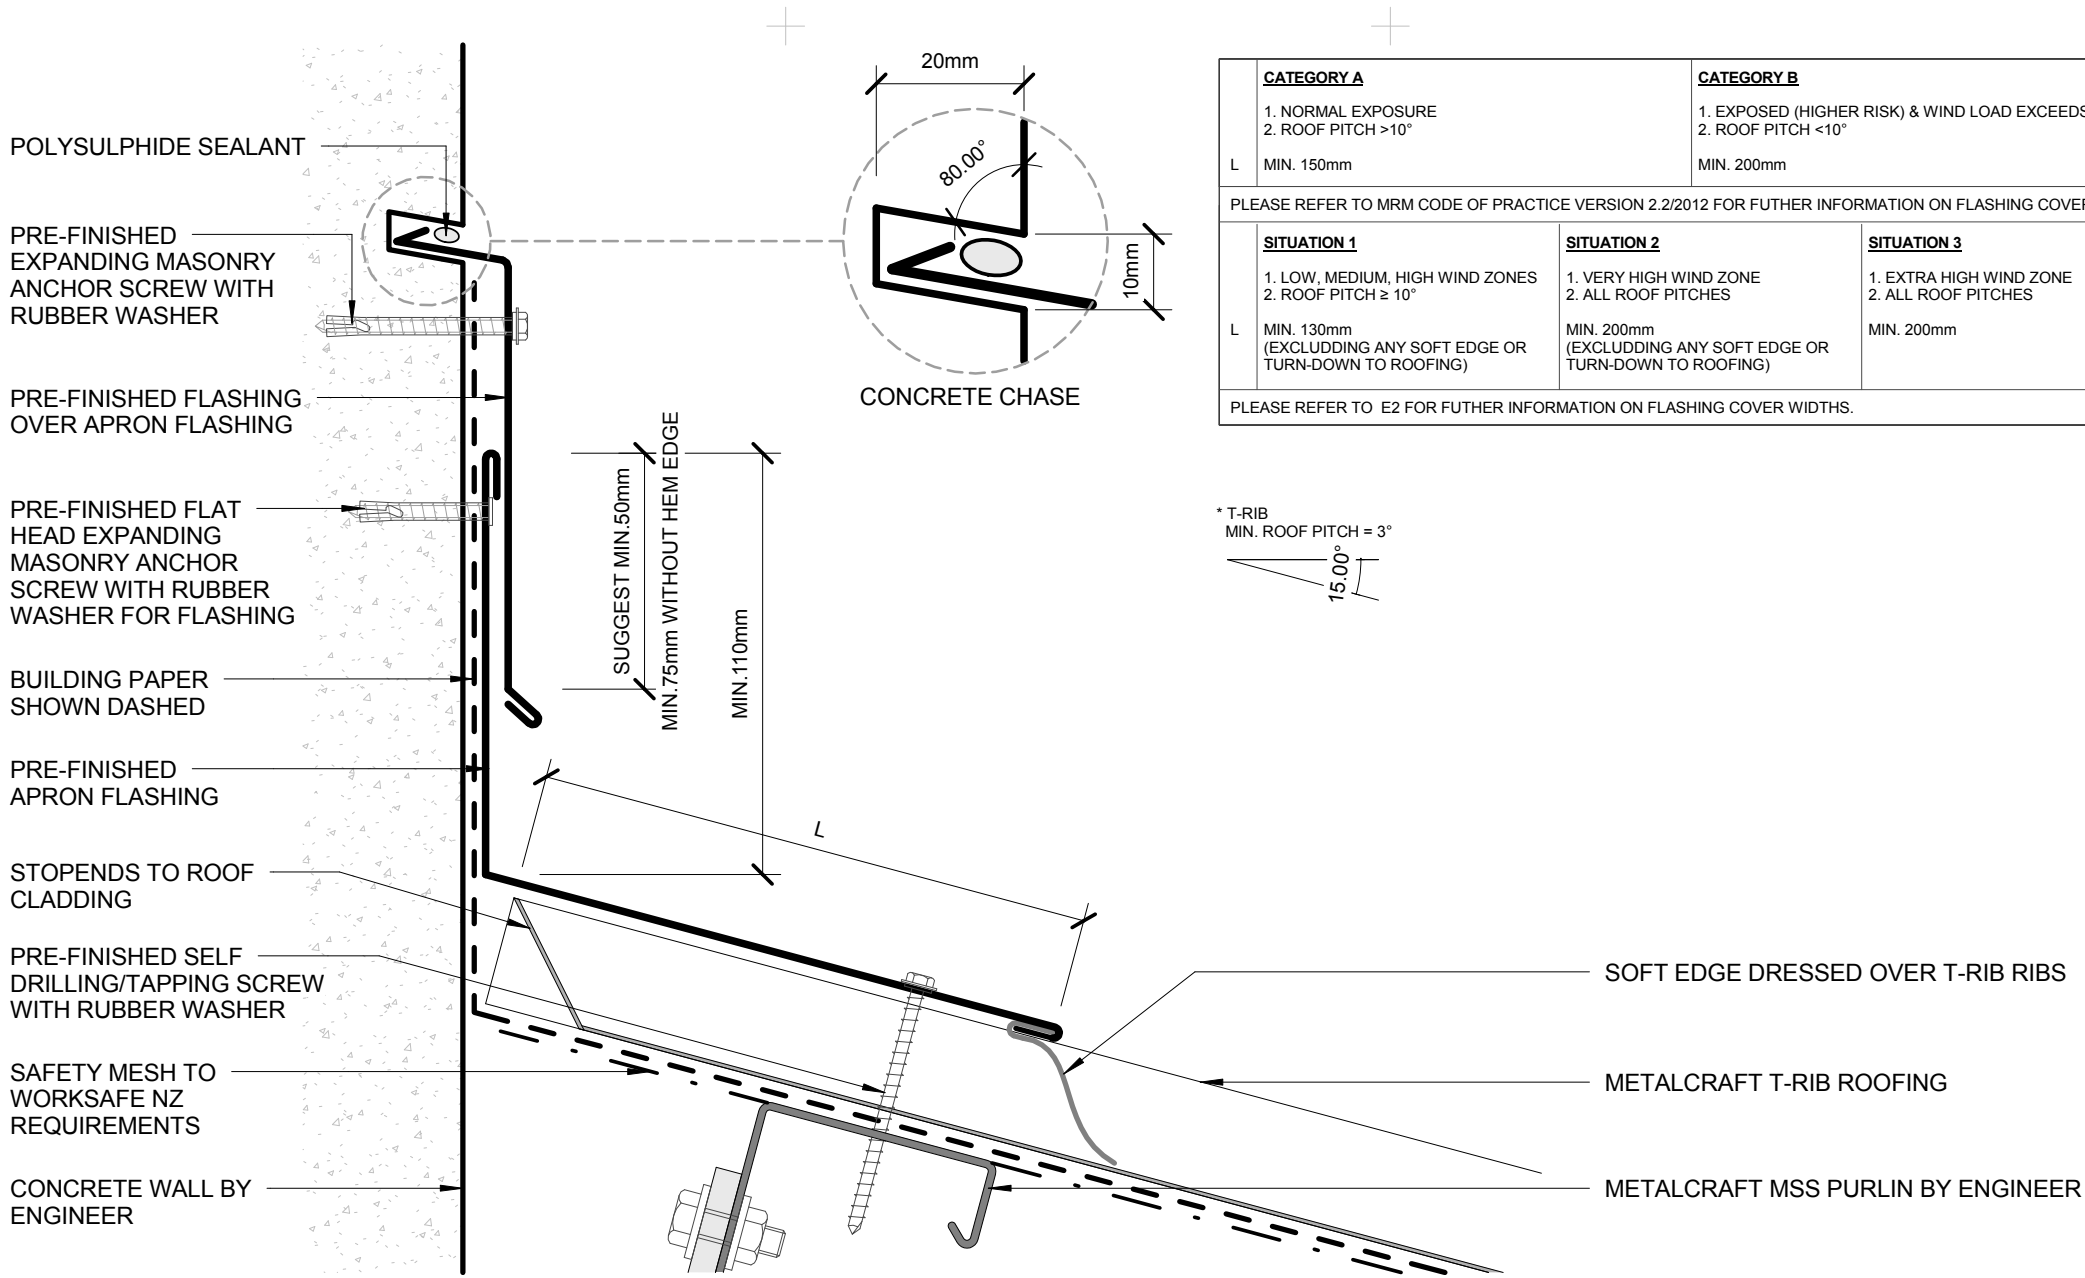 POLYSULPHIDE SEALANT
PRE-FINISHED
EXPANDING MASONRY
ANCHOR SCREW WITH
RUBBER WASHER
PRE-FINISHED FLASHING
OVER APRON FLASHING
PRE-FINISHED FLAT
HEAD EXPANDING
MASONRY ANCHOR
SCREW WITH RUBBER
WASHER FOR FLASHING
BUILDING PAPER
SHOWN DASHED
PRE-FINISHED
APRON FLASHING
STOPENDS TO ROOF
CLADDING
PRE-FINISHED SELF
DRILLING/TAPPING SCREW
WITH RUBBER WASHER
SAFETY MESH TO
WORKSAFE NZ
REQUIREMENTS
CONCRETE WALL BY
ENGINEER
20mm
80.00°
10mm
CONCRETE CHASE
SUGGEST MIN.50mm
MIN.75mm WITHOUT HEM EDGE
MIN.110mm
L
CATEGORY A
1. NORMAL EXPOSURE
2. ROOF PITCH >10°
L MIN. 150mm
CATEGORY B
1. EXPOSED (HIGHER RISK) & WIND LOAD EXCEEDS
2. ROOF PITCH <10°
MIN. 200mm
PLEASE REFER TO MRM CODE OF PRACTICE VERSION 2.2/2012 FOR FUTHER INFORMATION ON FLASHING COVER
SITUATION 1
1. LOW, MEDIUM, HIGH WIND ZONES
2. ROOF PITCH ≥ 10°
L MIN. 130mm
(EXCLUDDING ANY SOFT EDGE OR
TURN-DOWN TO ROOFING)
SITUATION 2
1. VERY HIGH WIND ZONE
2. ALL ROOF PITCHES
MIN. 200mm
(EXCLUDDING ANY SOFT EDGE OR
TURN-DOWN TO ROOFING)
SITUATION 3
1. EXTRA HIGH WIND ZONE
2. ALL ROOF PITCHES
MIN. 200mm
PLEASE REFER TO E2 FOR FUTHER INFORMATION ON FLASHING COVER WIDTHS.
* T-RIB
MIN. ROOF PITCH = 3°
15.00°
SOFT EDGE DRESSED OVER T-RIB RIBS
METALCRAFT T-RIB ROOFING
METALCRAFT MSS PURLIN BY ENGINEER